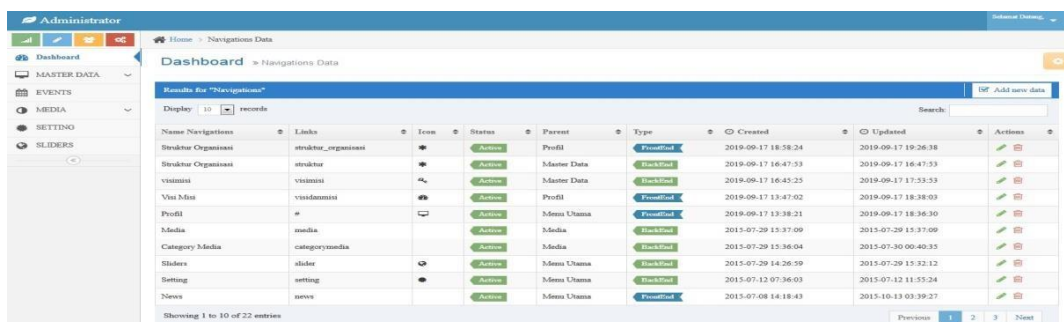 Administrator
Selamat Datang,
Home > Navigations Data
Dashboard
MASTER DATA
EVENTS
MEDIA
SETTING
SLIDERS
Dashboard » Navigations Data
Results for "Navigations"
Add new data
Display 10 records
Search:
Name Navigations Links Icon Status Parent Type Created Updated Actions
Struktur Organisasi struktur_organisasi Active Profil FrontEnd 2019-09-17 18:58:24 2019-09-17 19:26:38
Struktur Organisasi struktur Active Master Data BackEnd 2019-09-17 16:47:53 2019-09-17 16:47:53
visimisi visimisi Active Master Data BackEnd 2019-09-17 16:45:25 2019-09-17 17:53:53
Visi Misi visidanmisi Active Profil FrontEnd 2019-09-17 13:47:02 2019-09-17 18:38:03
Profil # Active Menu Utama FrontEnd 2019-09-17 13:38:21 2019-09-17 18:36:30
Media media Active Media BackEnd 2015-07-29 15:37:09 2015-07-29 15:37:09
Category Media categorymedia Active Media BackEnd 2015-07-29 15:36:04 2015-07-30 00:40:35
Sliders slider Active Menu Utama BackEnd 2015-07-29 14:26:59 2015-07-29 15:32:12
Setting setting Active Menu Utama BackEnd 2015-07-12 07:36:03 2015-07-12 11:55:24
News news Active Menu Utama FrontEnd 2015-07-08 14:18:43 2015-10-13 03:39:27
Showing 1 to 10 of 22 entries
Previous 1 2 3 Next